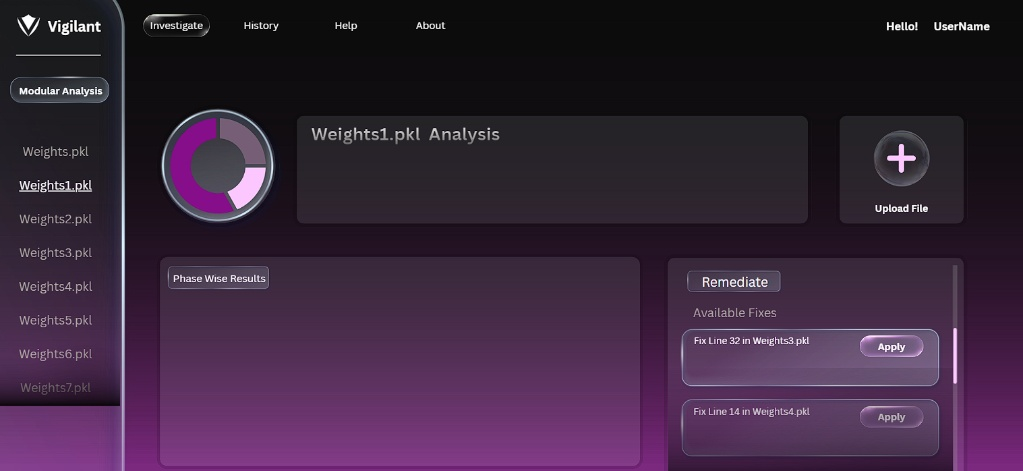 Vigilant
Investigate
History
Help
About
Hello! UserName
Modular Analysis
Weights.pkl
Weights1.pkl
Weights2.pkl
Weights3.pkl
Weights4.pkl
Weights5.pkl
Weights6.pkl
Weights7.pkl
Weights1.pkl Analysis
Upload File
Phase Wise Results
Remediate
Available Fixes
Fix Line 32 in Weights3.pkl
Apply
Fix Line 14 in Weights4.pkl
Apply